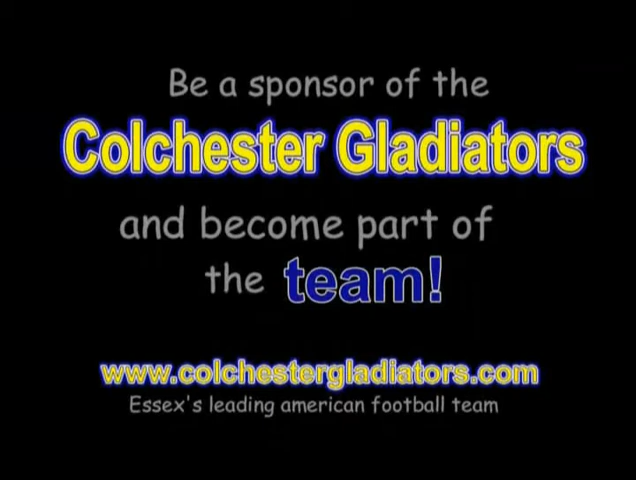 Be a sponsor of the
Colchester Gladiators
and become part of
the team!
www.colchestergladiators.com
Essex's leading american football team